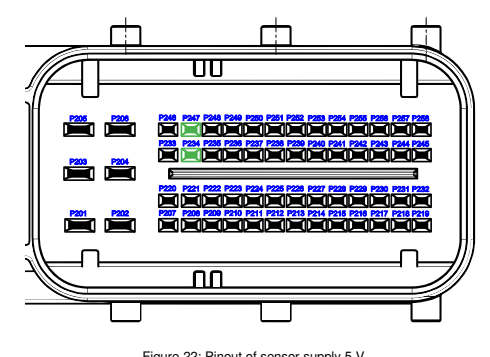 P205 P206 P246 P247 P248 P249 P250 P251 P252 P253 P254 P255 P256 P257 P258
P233 P234 P235 P236 P237 P238 P239 P240 P241 P242 P243 P244 P245
P203 P204
P220 P221 P222 P223 P224 P225 P226 P227 P228 P229 P230 P231 P232
P201 P202 P207 P208 P209 P210 P211 P212 P213 P214 P215 P216 P217 P218 P219
Figure 22: Pinout of sensor supply 5 V